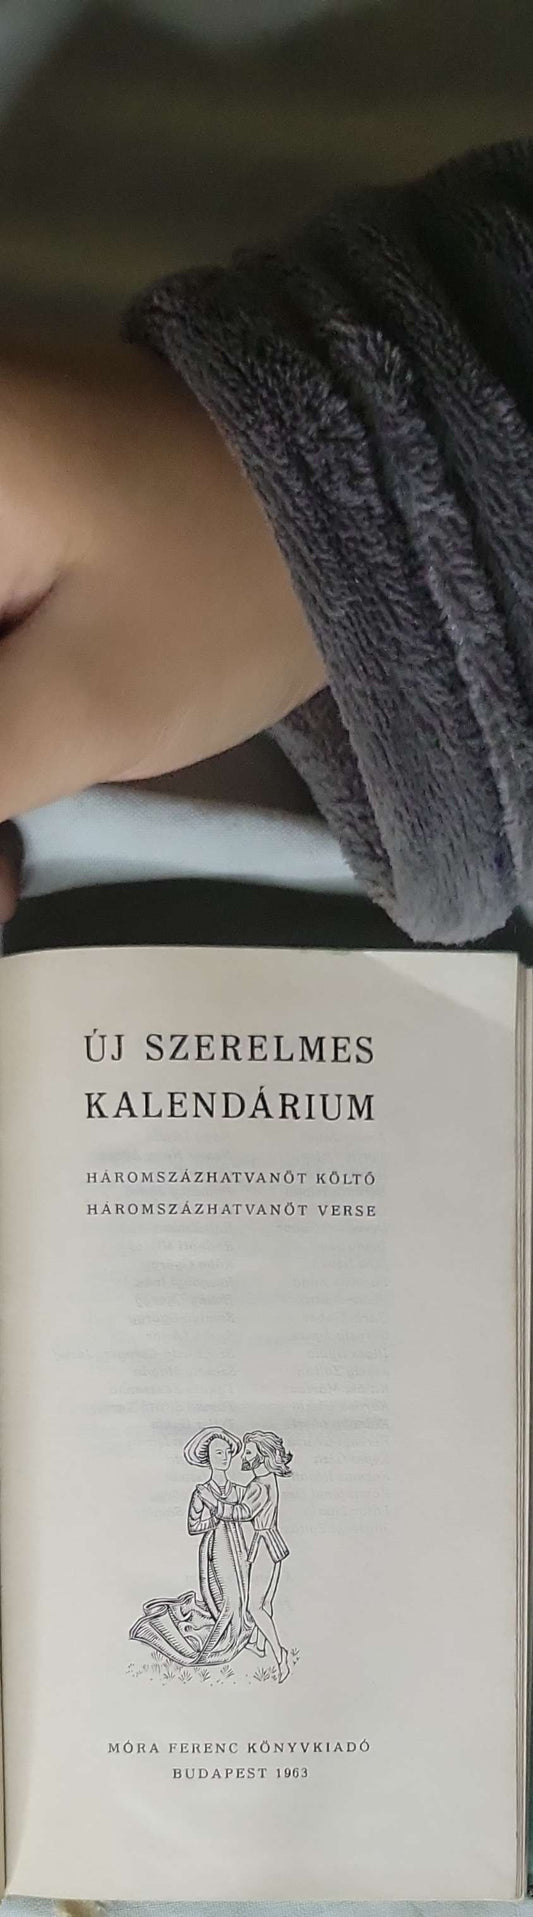 ÚJ SZERELMES
KALENDÁRIUM
HÁROMSZÁZHATVANÖT KÖLTŐ
HÁROMSZÁZHATVANÖT VERSE
MÓRA FERENC KÖNYVKIADÓ
BUDAPEST 1963